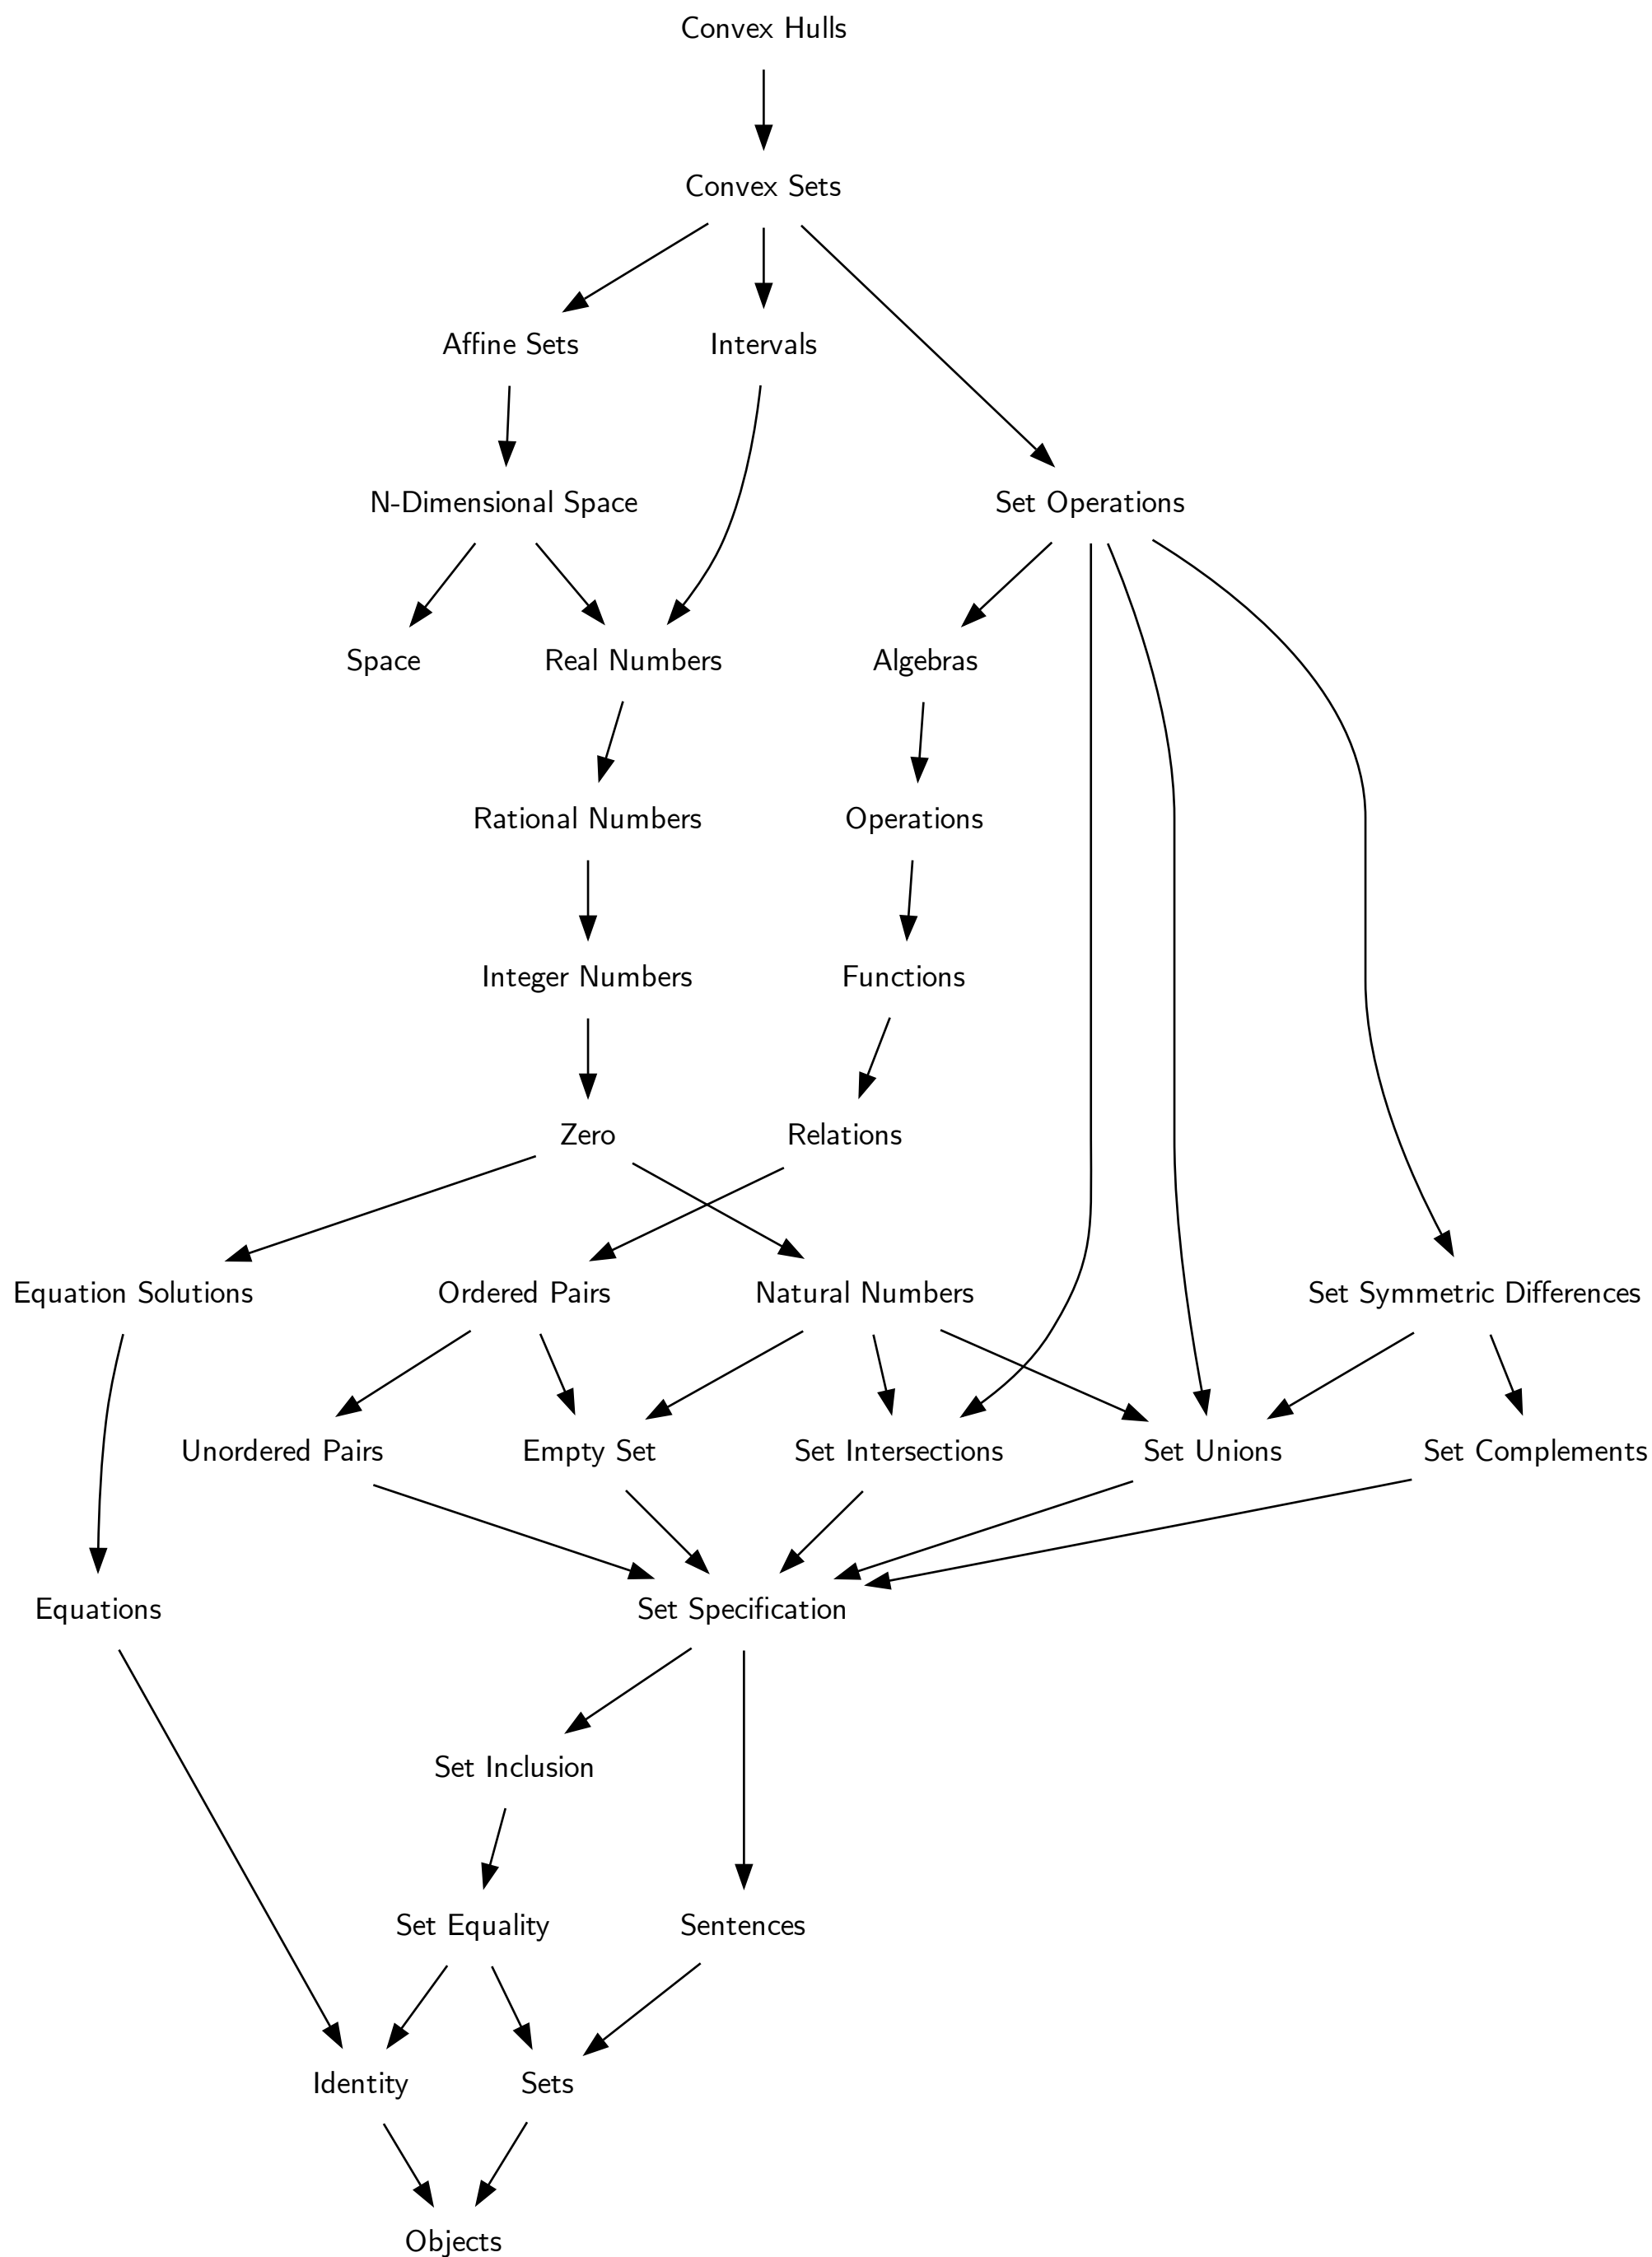 Convex Hulls
Convex Sets
Affine Sets
Intervals
N-Dimensional Space
Set Operations
Space
Real Numbers
Algebras
Rational Numbers
Operations
Integer Numbers
Functions
Zero
Relations
Equation Solutions
Ordered Pairs
Natural Numbers
Set Symmetric Differences
Unordered Pairs
Empty Set
Set Intersections
Set Unions
Set Complements
Equations
Set Specification
Set Inclusion
Set Equality
Sentences
Identity
Sets
Objects